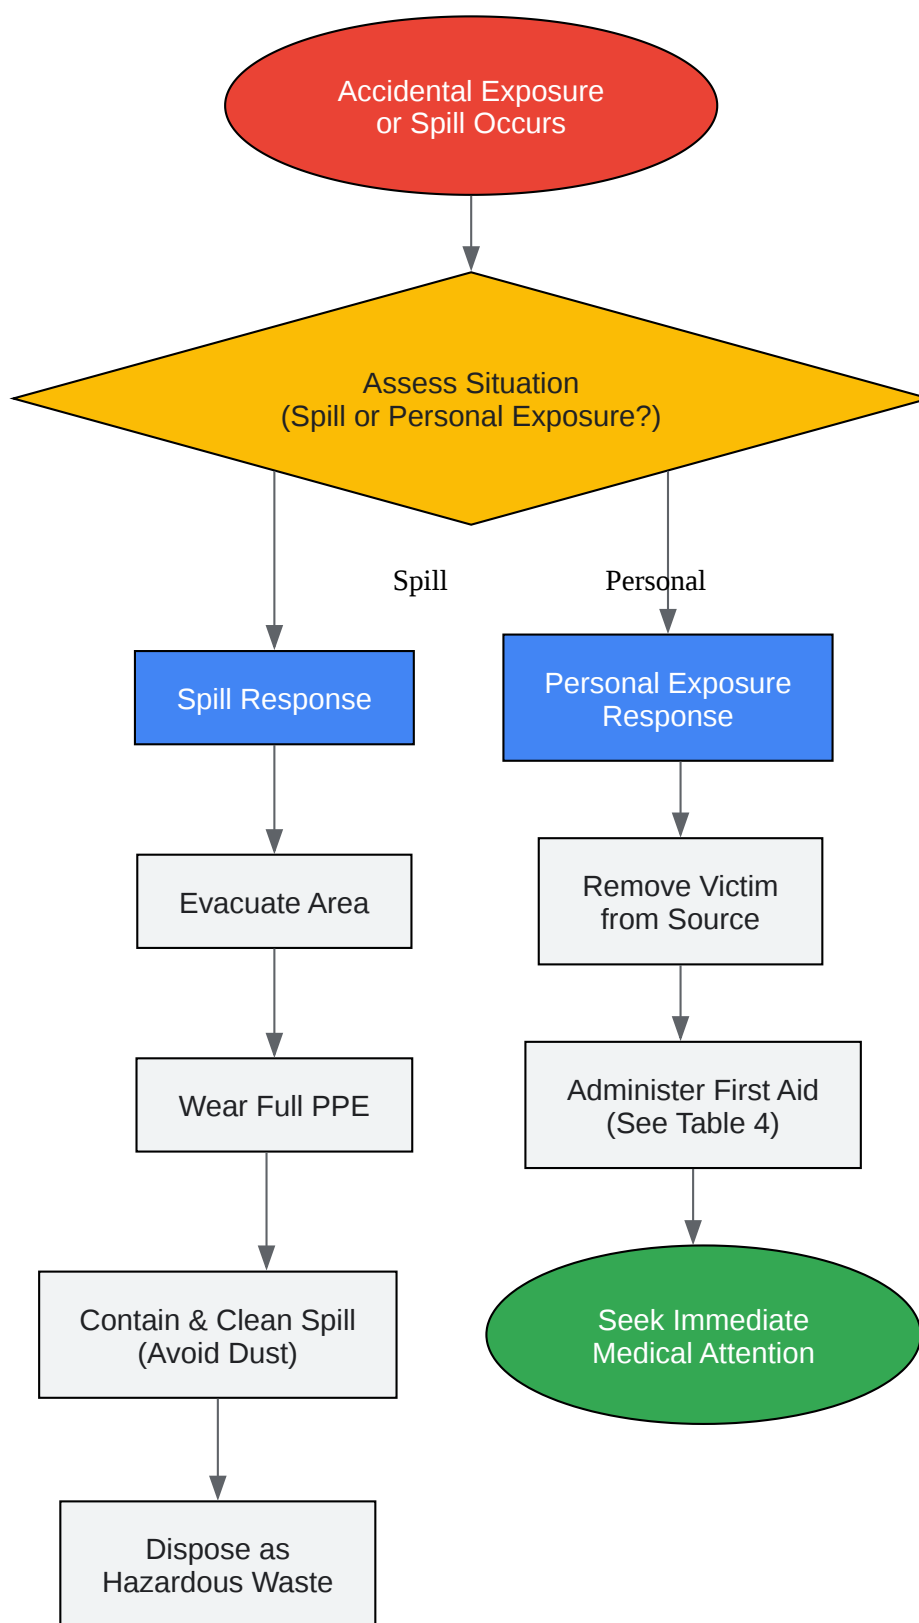 Accidental Exposure
or Spill Occurs
Assess Situation
(Spill or Personal Exposure?)
Spill
Personal
Spill Response
Evacuate Area
Wear Full PPE
Contain & Clean Spill
(Avoid Dust)
Dispose as
Hazardous Waste
Personal Exposure
Response
Remove Victim
from Source
Administer First Aid
(See Table 4)
Seek Immediate
Medical Attention